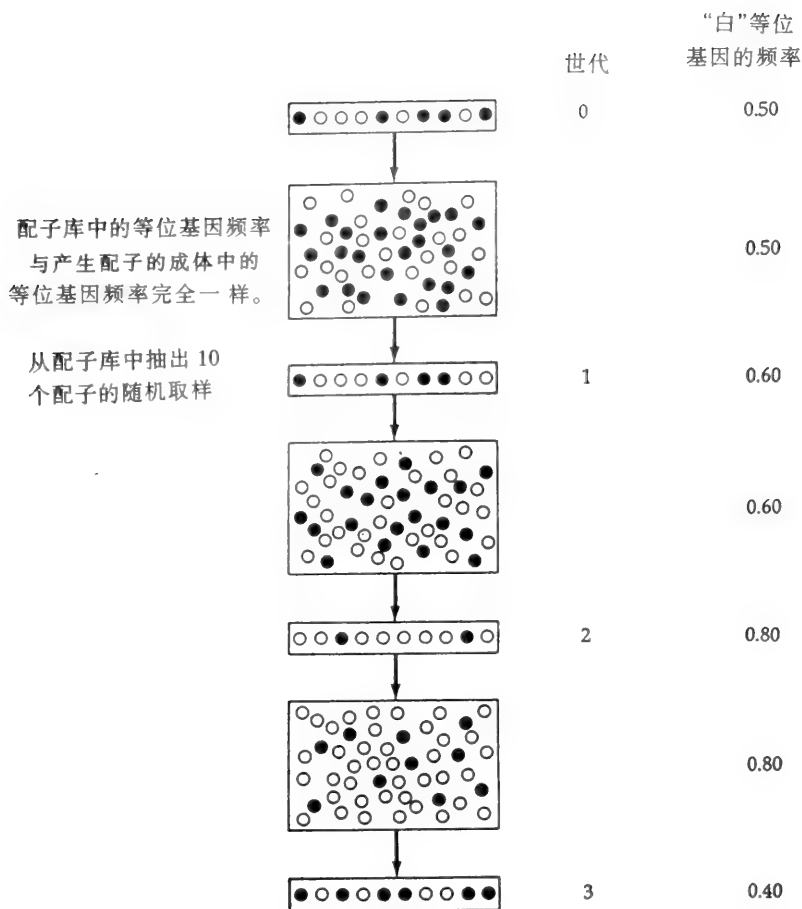 “白”等位
世代 基因的频率
0 0.50
配子库中的等位基因频率
与产生配子的成体中的 0.50
等位基因频率完全一样。
从配子库中抽出 10
个配子的随机取样
1 0.60
0.60
2 0.80
0.80
3 0.40